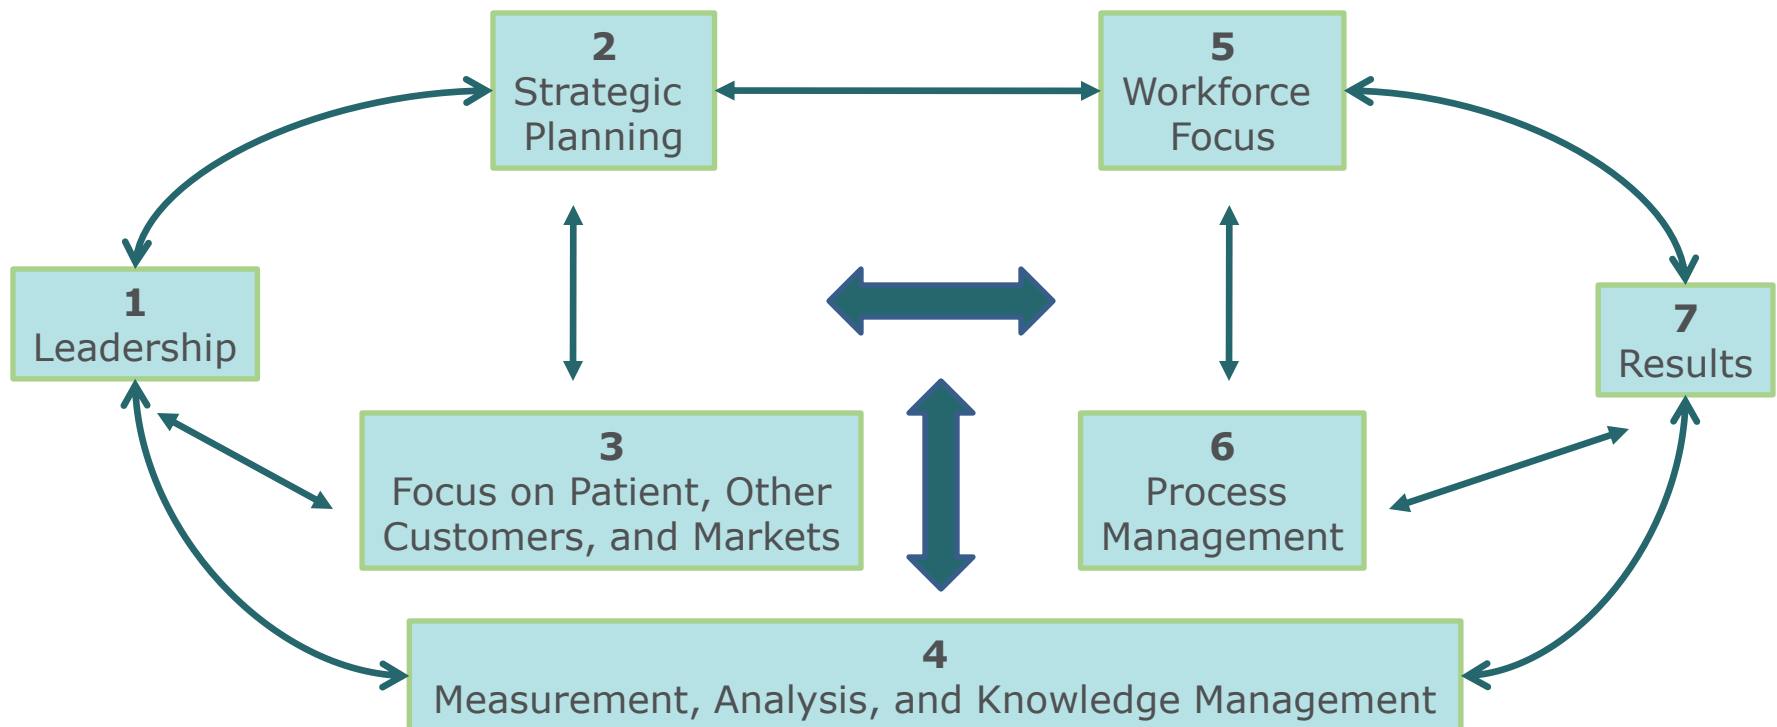 2
Strategic
Planning
5
Workforce
Focus
1
Leadership
7
Results
3
Focus on Patient, Other
Customers, and Markets
6
Process
Management
4
Measurement, Analysis, and Knowledge Management